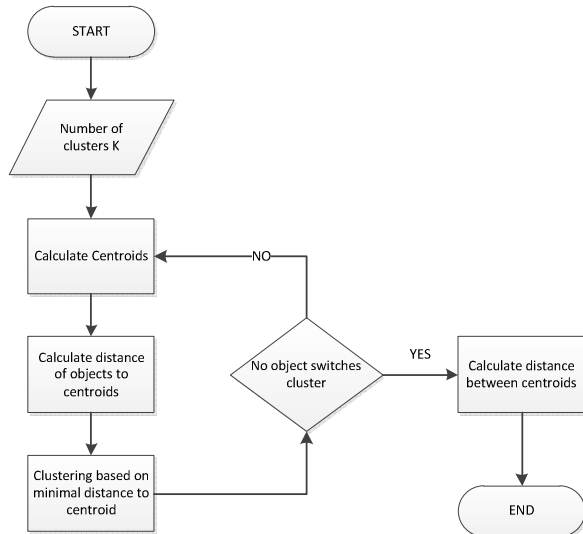 START
Number of
clusters K
Calculate Centroids
NO
Calculate distance
of objects to
centroids
No object switches
cluster
YES
Calculate distance
between centroids
Clustering based on
minimal distance to
centroid
END